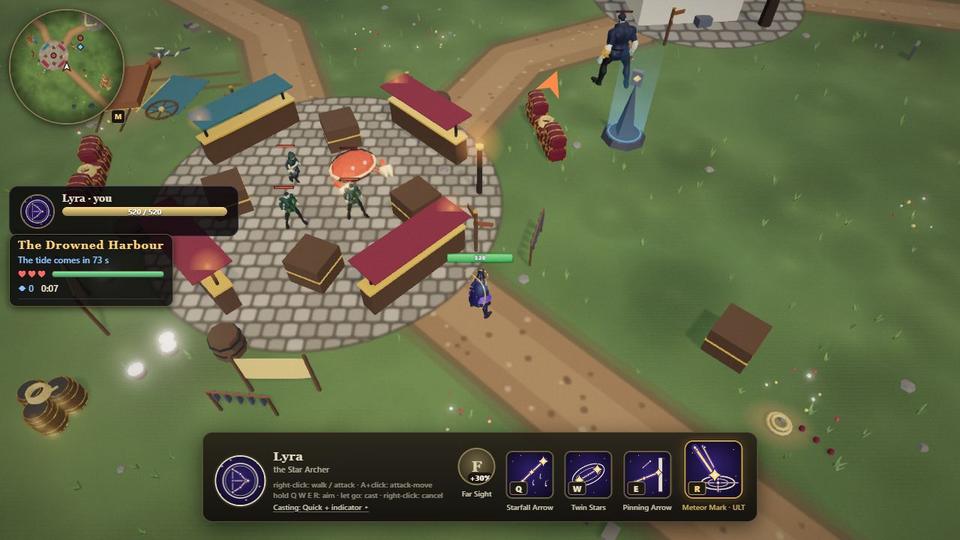 M
Lyra · you
520 / 520
The Drowned Harbour
The tide comes in 73 s
0 0:07
520
Lyra
the Star Archer
right-click: walk / attack · A+click: attack-move
hold Q W E R: aim · let go: cast · right-click: cancel
Casting: Quick + indicator
F
+30%
Far Sight
Q
Starfall Arrow
W
Twin Stars
E
Pinning Arrow
R
Meteor Mark · ULT